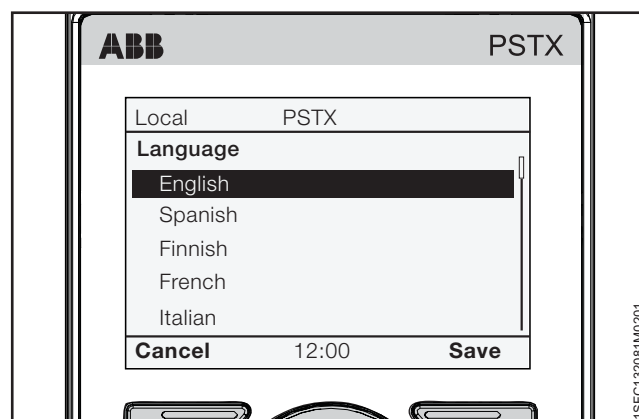 ABB PSTX
Local PSTX
Language
English
Spanish
Finnish
French
Italian
Cancel 12:00 Save